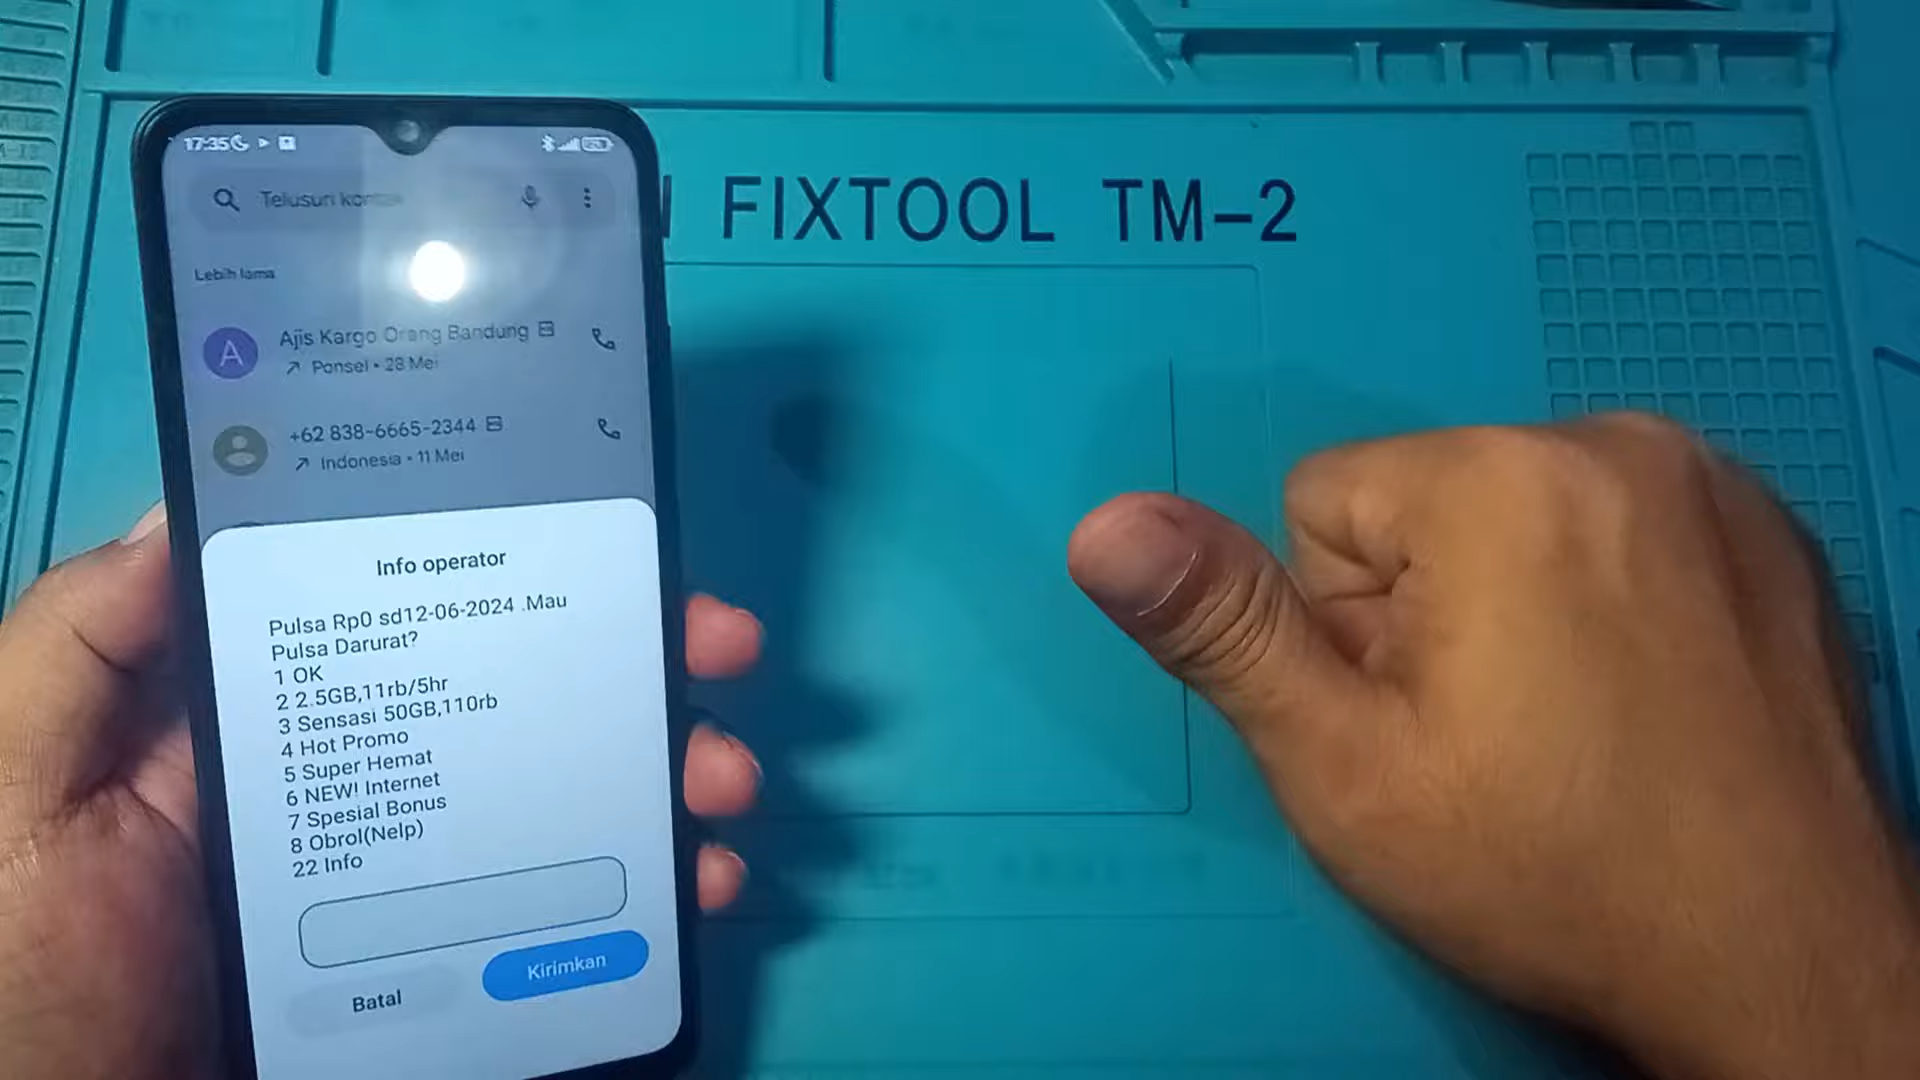 17:35
Telusuri kontak
Lebih lama
A
Ajis Kargo Orang Bandung
Ponsel • 28 Mei
+62 838-6665-2344
Indonesia • 11 Mei
Info operator
Pulsa Rp0 sd12-06-2024 .Mau
Pulsa Darurat?
1 OK
2 2.5GB,11rb/5hr
3 Sensasi 50GB,110rb
4 Hot Promo
5 Super Hemat
6 NEW! Internet
7 Spesial Bonus
8 Obrol(Nelp)
22 Info
Batal
Kirimkan
FIXTOOL TM-2